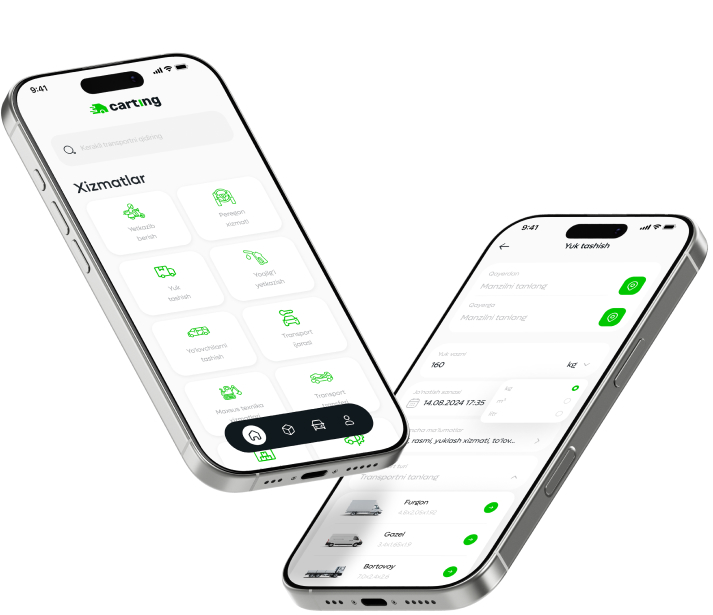 9:41
carting
Kerakli transportni qidiring
Xizmatlar
Yetkazib
berish
Peregon
xizmati
Yuk
tashish
Yoqilg'i
yetkazish
Yo'lovchilarni
tashish
Transport
ijarasi
Maxsus texnika
xizmatlari
Transport
9:41
Yuk tashish
Qayerdan
Manzilni tanlang
Qayerga
Manzilni tanlang
Yuk vazni
160
kg
kg
m³
litr
Jo'natish sanasi
14.08.2024 17:35
ma'lumotlar
, rasmi, yuklash xizmati, to'lov...
turi
Transportni tanlang
Furgon
Gazel
Bortovoy